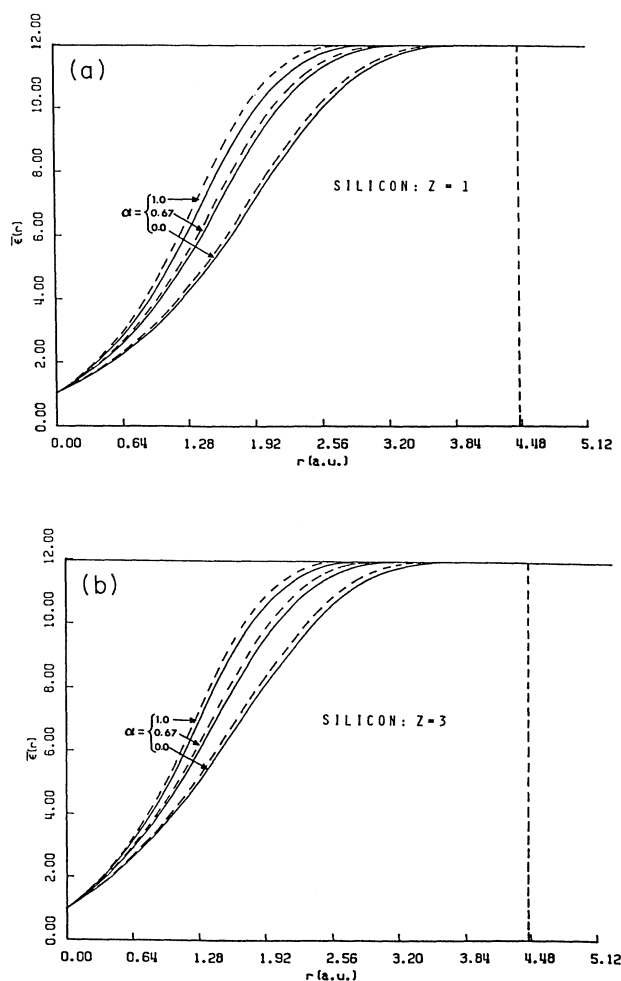 (a)
12.00
10.00
8.00
6.00
4.00
2.00
0.00
ε̅(r)
SILICON: Z = 1
α = { 1.0
0.67
0.0
0.00 0.64 1.28 1.92 2.56 3.20 3.84 4.48 5.12
r (a.u.)
(b)
12.00
10.00
8.00
6.00
4.00
2.00
0.00
ε̅(r)
SILICON: Z=3
α = { 1.0
0.67
0.0
0.00 0.64 1.28 1.92 2.56 3.20 3.84 4.48 5.12
r (a.u.)